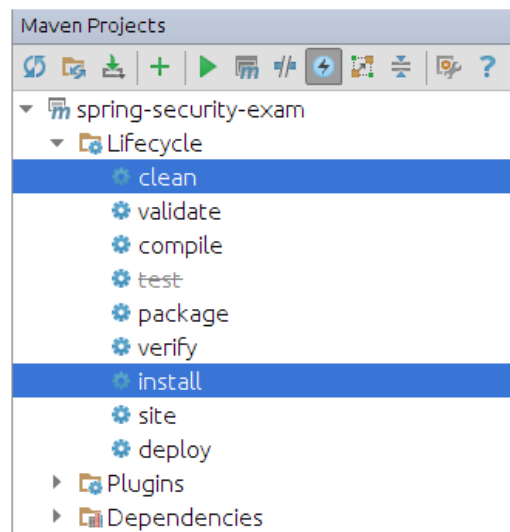 Maven Projects
spring-security-exam
Lifecycle
clean
validate
compile
test
package
verify
install
site
deploy
Plugins
Dependencies